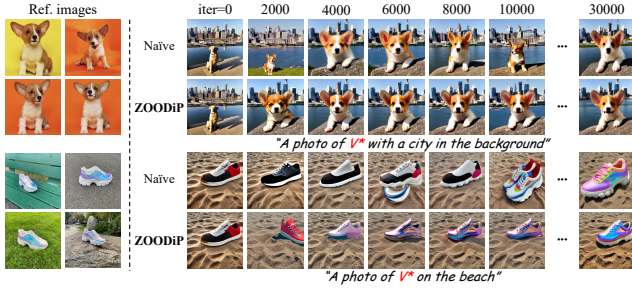 Ref. images iter=0 2000 4000 6000 8000 10000 30000
Naïve ...
ZOODiP ...
"A photo of V* with a city in the background"
Naïve ...
ZOODiP ...
"A photo of V* on the beach"